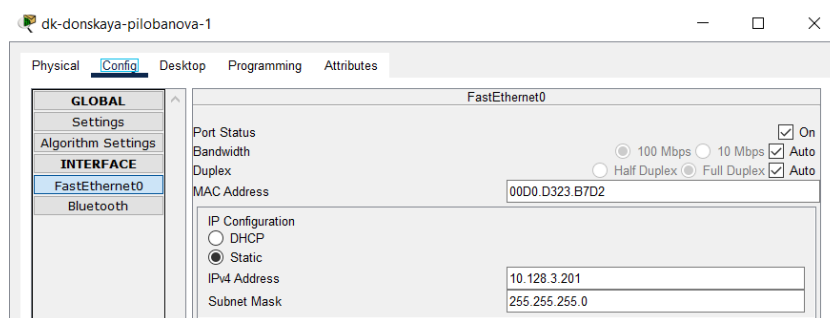 dk-donskaya-pilobanova-1
Physical Config Desktop Programming Attributes
GLOBAL
Settings
Algorithm Settings
INTERFACE
FastEthernet0
Bluetooth
FastEthernet0
Port Status On
Bandwidth 100 Mbps 10 Mbps Auto
Duplex Half Duplex Full Duplex Auto
MAC Address 00D0.D323.B7D2
IP Configuration
DHCP
Static
IPv4 Address 10.128.3.201
Subnet Mask 255.255.255.0